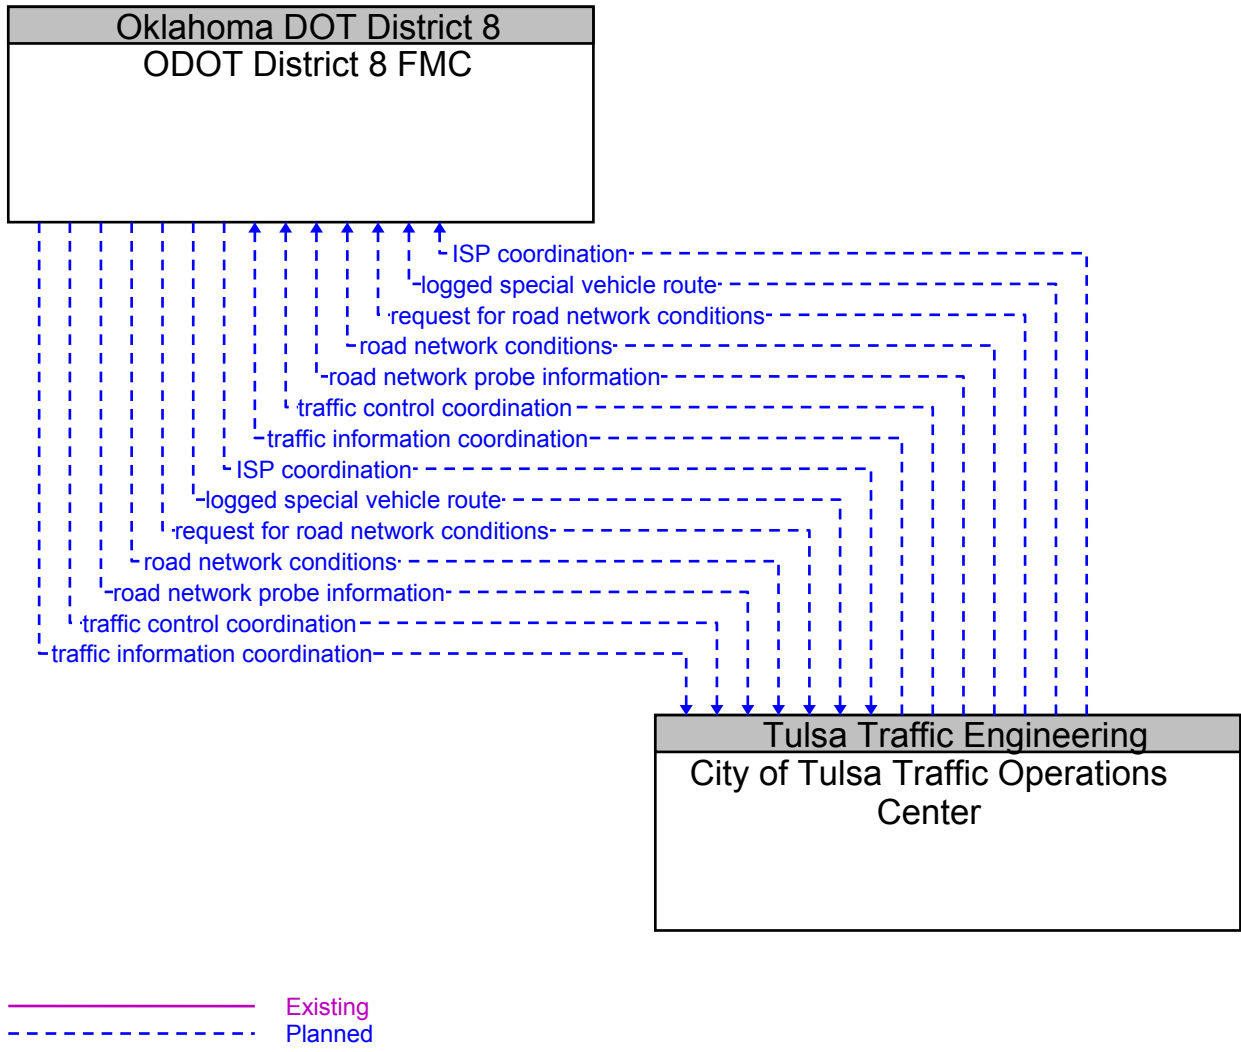 Oklahoma DOT District 8
ODOT District 8 FMC
ISP coordination
logged special vehicle route
request for road network conditions
road network conditions
road network probe information
traffic control coordination
traffic information coordination
ISP coordination
logged special vehicle route
request for road network conditions
road network conditions
road network probe information
traffic control coordination
traffic information coordination
Tulsa Traffic Engineering
City of Tulsa Traffic Operations
Center
Existing
Planned